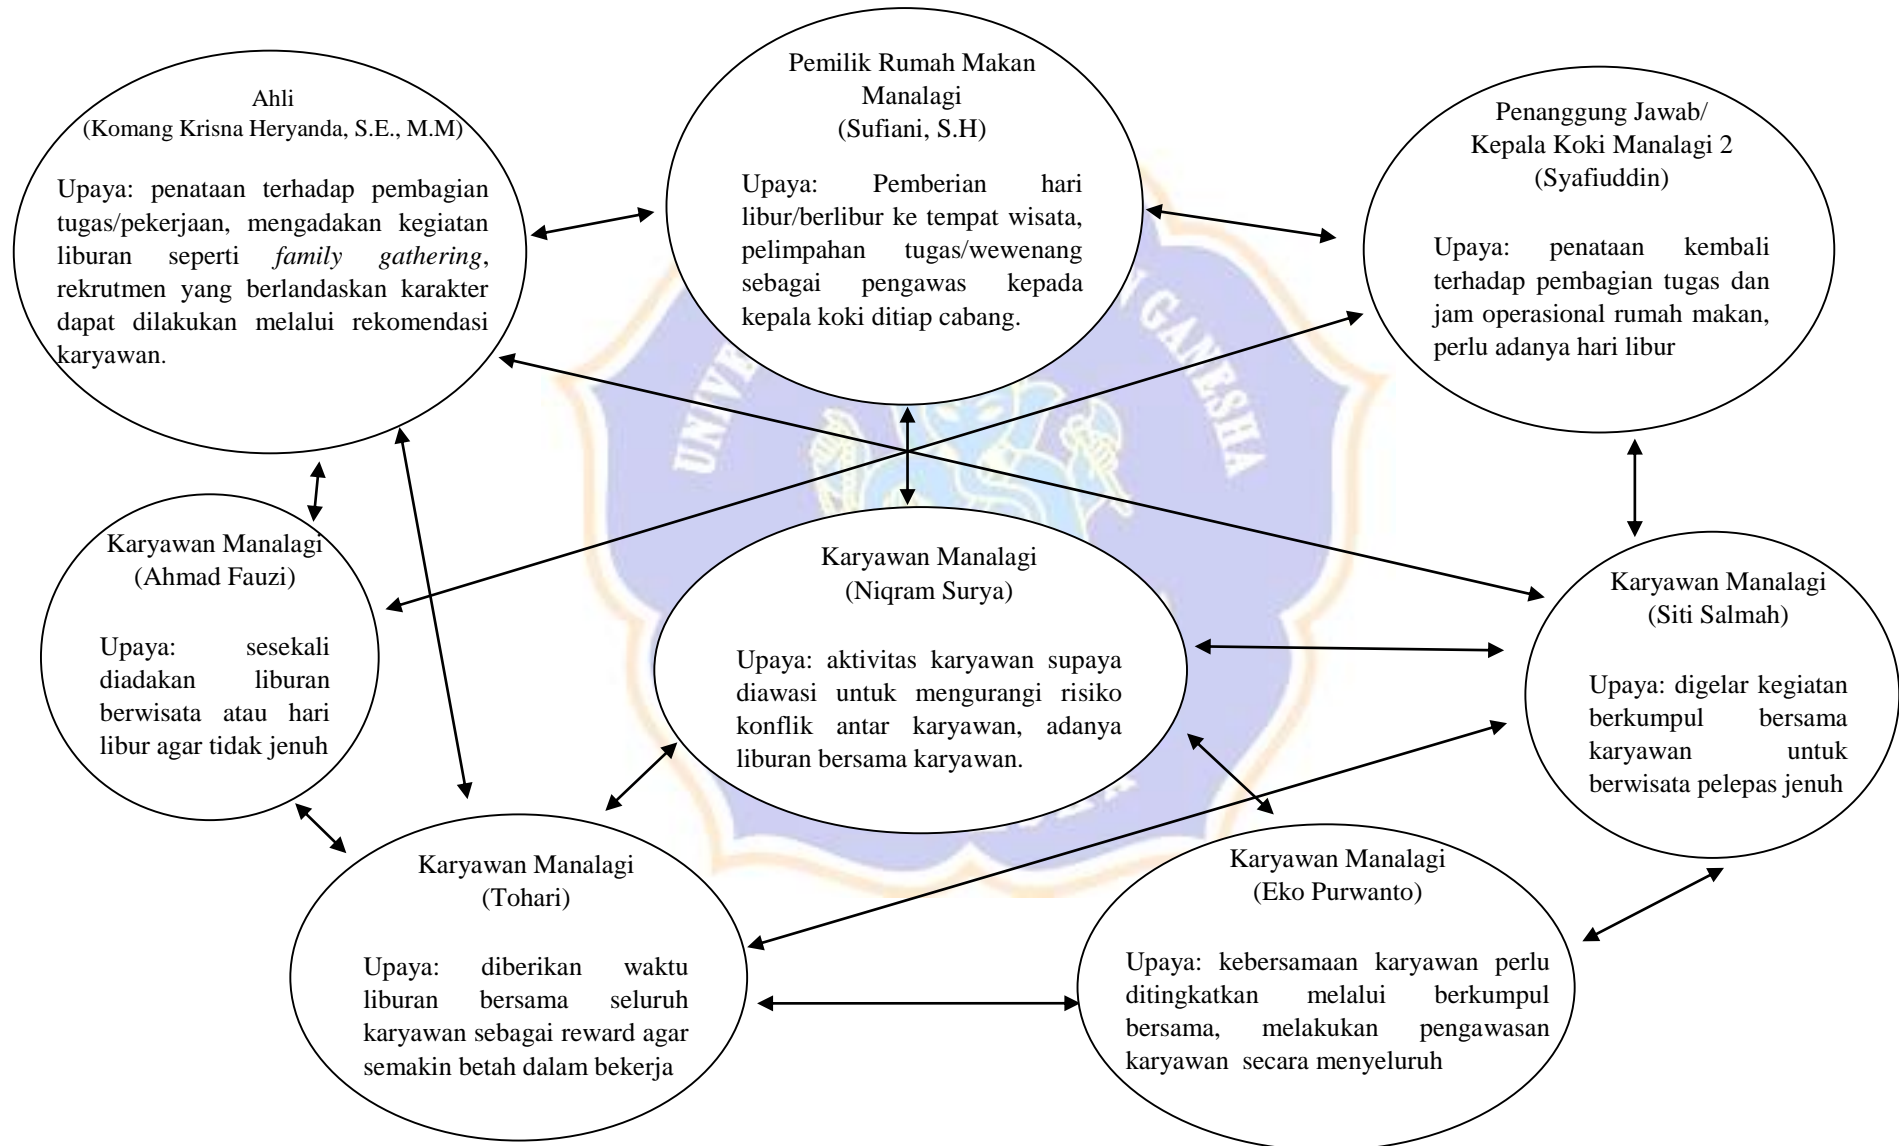 Ahli
(Komang Krisna Heryanda, S.E., M.M)
Upaya: penataan terhadap pembagian
tugas/pekerjaan, mengadakan kegiatan
liburan seperti family gathering,
rekrutmen yang berlandaskan karakter
dapat dilakukan melalui rekomendasi
karyawan.
Pemilik Rumah Makan
Manalagi
(Sufiani, S.H)
Upaya: Pemberian hari
libur/berlibur ke tempat wisata,
pelimpahan tugas/wewenang
sebagai pengawas kepada
kepala koki ditiap cabang.
Penanggung Jawab/
Kepala Koki Manalagi 2
(Syafiuddin)
Upaya: penataan kembali
terhadap pembagian tugas dan
jam operasional rumah makan,
perlu adanya hari libur
Karyawan Manalagi
(Ahmad Fauzi)
Upaya: sesekali
diadakan liburan
berwisata atau hari
libur agar tidak jenuh
Karyawan Manalagi
(Niqram Surya)
Upaya: aktivitas karyawan supaya
diawasi untuk mengurangi risiko
konflik antar karyawan, adanya
liburan bersama karyawan.
Karyawan Manalagi
(Siti Salmah)
Upaya: digelar kegiatan
berkumpul bersama
karyawan untuk
berwisata pelepas jenuh
Karyawan Manalagi
(Tohari)
Upaya: diberikan waktu
liburan bersama seluruh
karyawan sebagai reward agar
semakin betah dalam bekerja
Karyawan Manalagi
(Eko Purwanto)
Upaya: kebersamaan karyawan perlu
ditingkatkan melalui berkumpul
bersama, melakukan pengawasan
karyawan secara menyeluruh
GANESHA